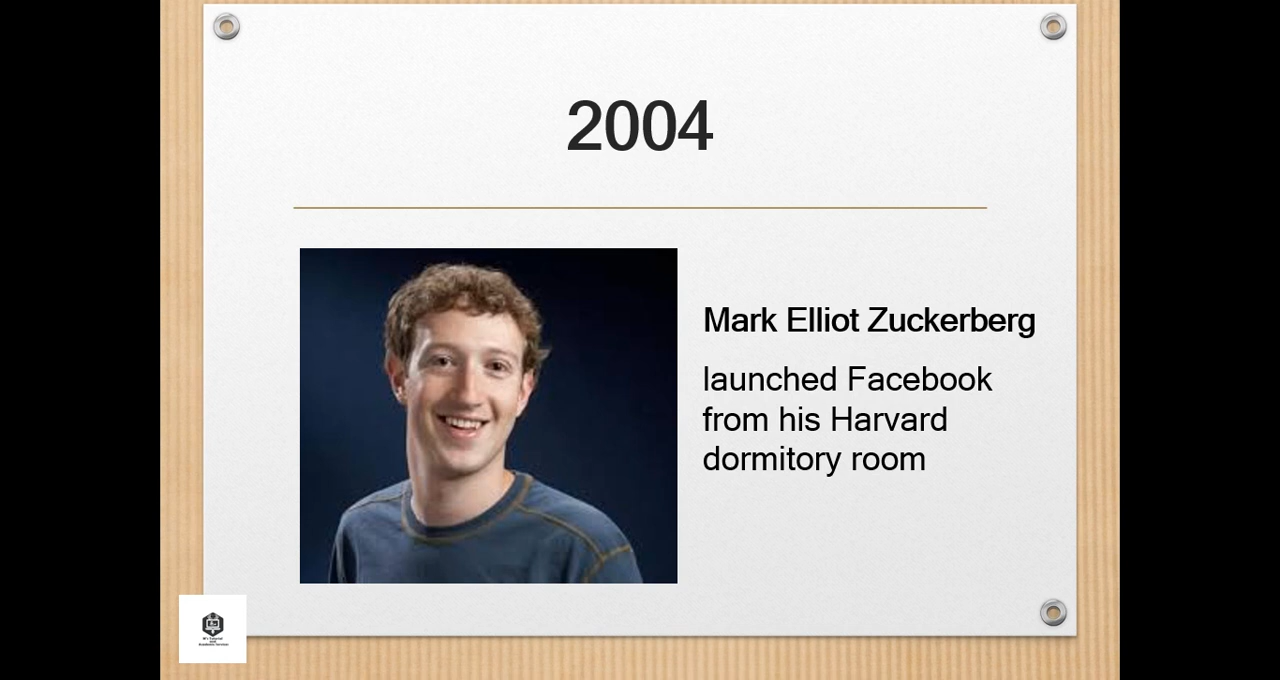 2004
Mark Elliot Zuckerberg
launched Facebook
from his Harvard
dormitory room